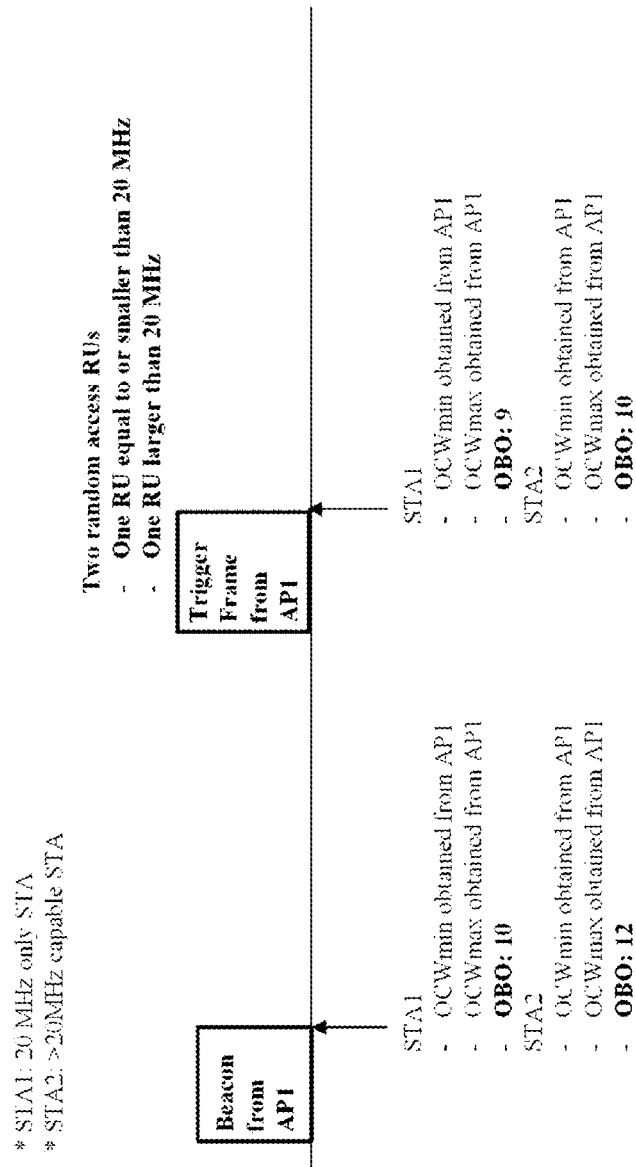 * STA1: 20 MHz only STA
* STA2: >20MHz capable STA
Two random access RUs
- One RU equal to or smaller than 20 MHz
- One RU larger than 20 MHz
Beacon
from
AP1
Trigger
Frame
from
AP1
STA1
- OCWmin obtained from AP1
- OCWmax obtained from AP1
- OBO: 10
STA2
- OCWmin obtained from AP1
- OCWmax obtained from AP1
- OBO: 12
STA1
- OCWmin obtained from AP1
- OCWmax obtained from AP1
- OBO: 9
STA2
- OCWmin obtained from AP1
- OCWmax obtained from AP1
- OBO: 10